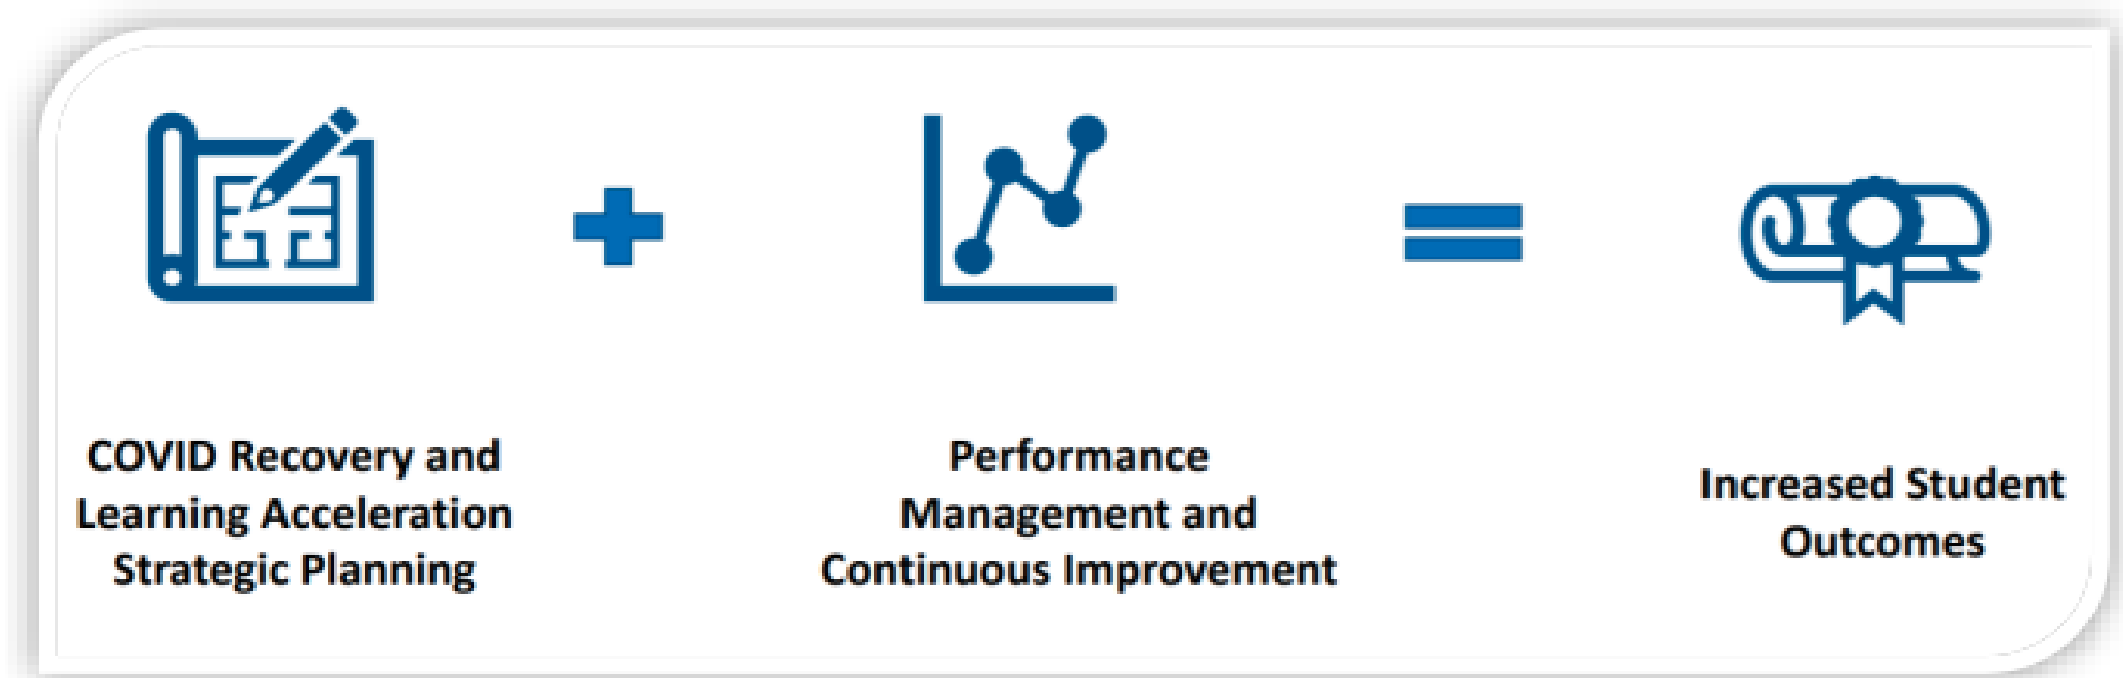 COVID Recovery and
Learning Acceleration
Strategic Planning
Performance
Management and
Continuous Improvement
Increased Student
Outcomes